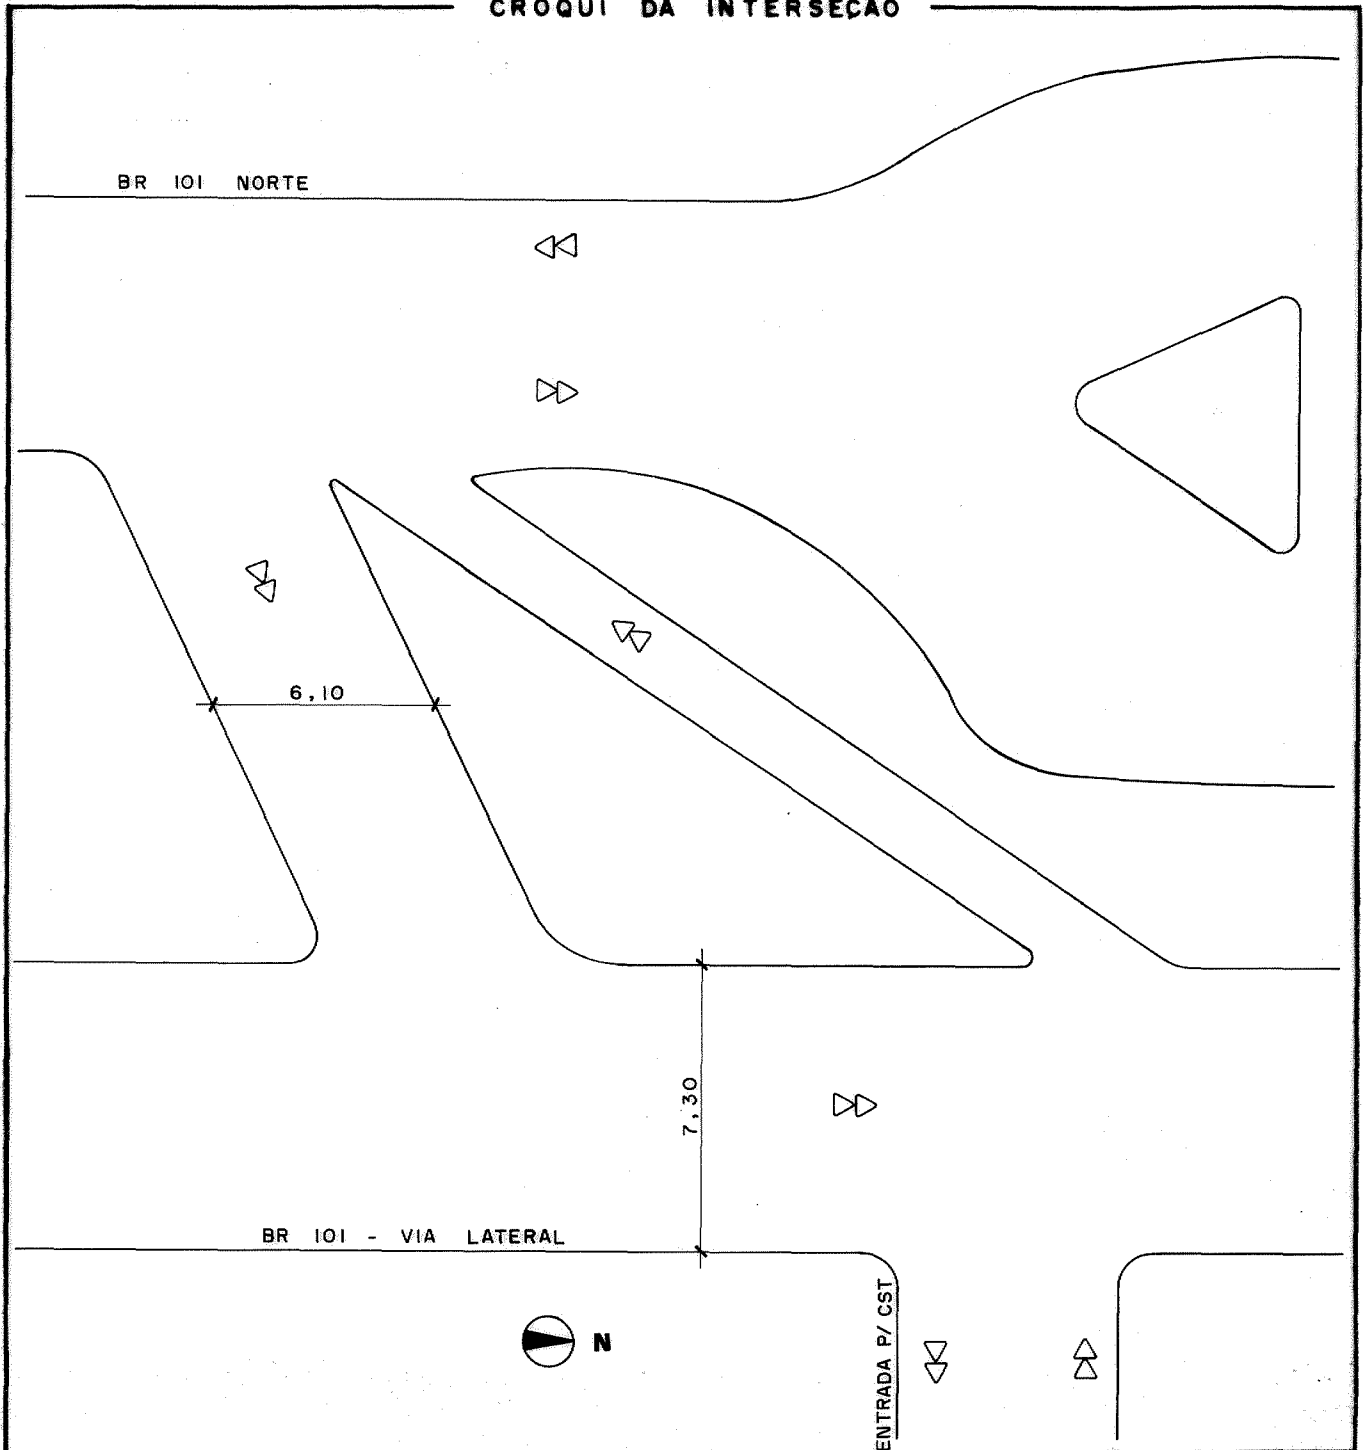 CROQUI DA INTERSEÇÃO
BR 101 NORTE
6,10
7,30
BR 101 - VIA LATERAL
N
ENTRADA P/ CST